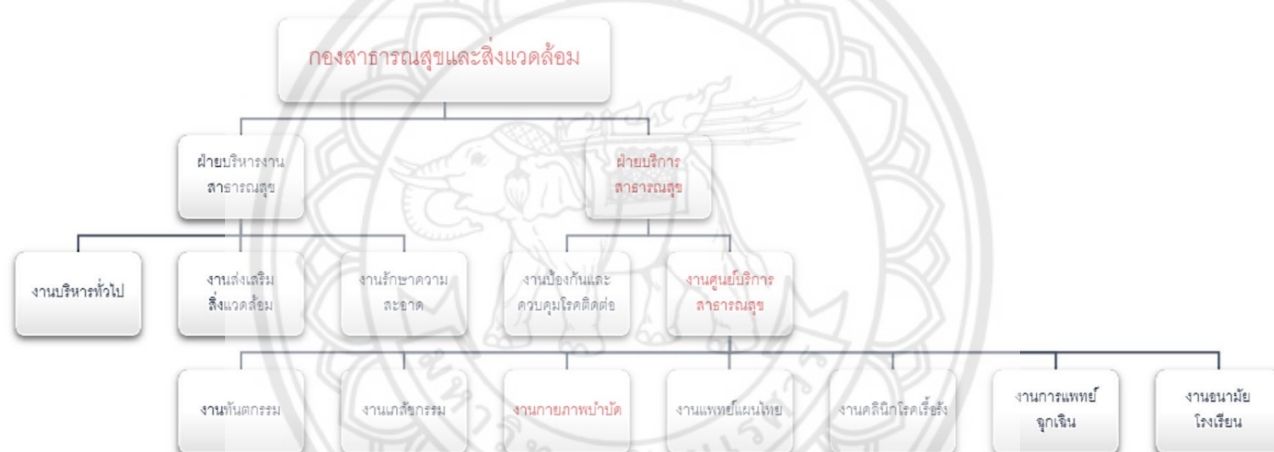 กองสาธารณสุขและสิ่งแวดล้อม
ฝ่ายบริหารงาน
สาธารณสุข
ฝ่ายบริการ
สาธารณสุข
งานบริหารทั่วไป
งานส่งเสริม
สิ่งแวดล้อม
งานรักษาความ
สะอาด
งานป้องกันและ
ควบคุมโรคติดต่อ
งานศูนย์บริการ
สาธารณสุข
งานทันตกรรม
งานเภสัชกรรม
งานกายภาพบำบัด
งานแพทย์แผนไทย
งานคลินิกโรคเรื้อรัง
งานการแพทย์
ฉุกเฉิน
งานอนามัย
โรงเรียน